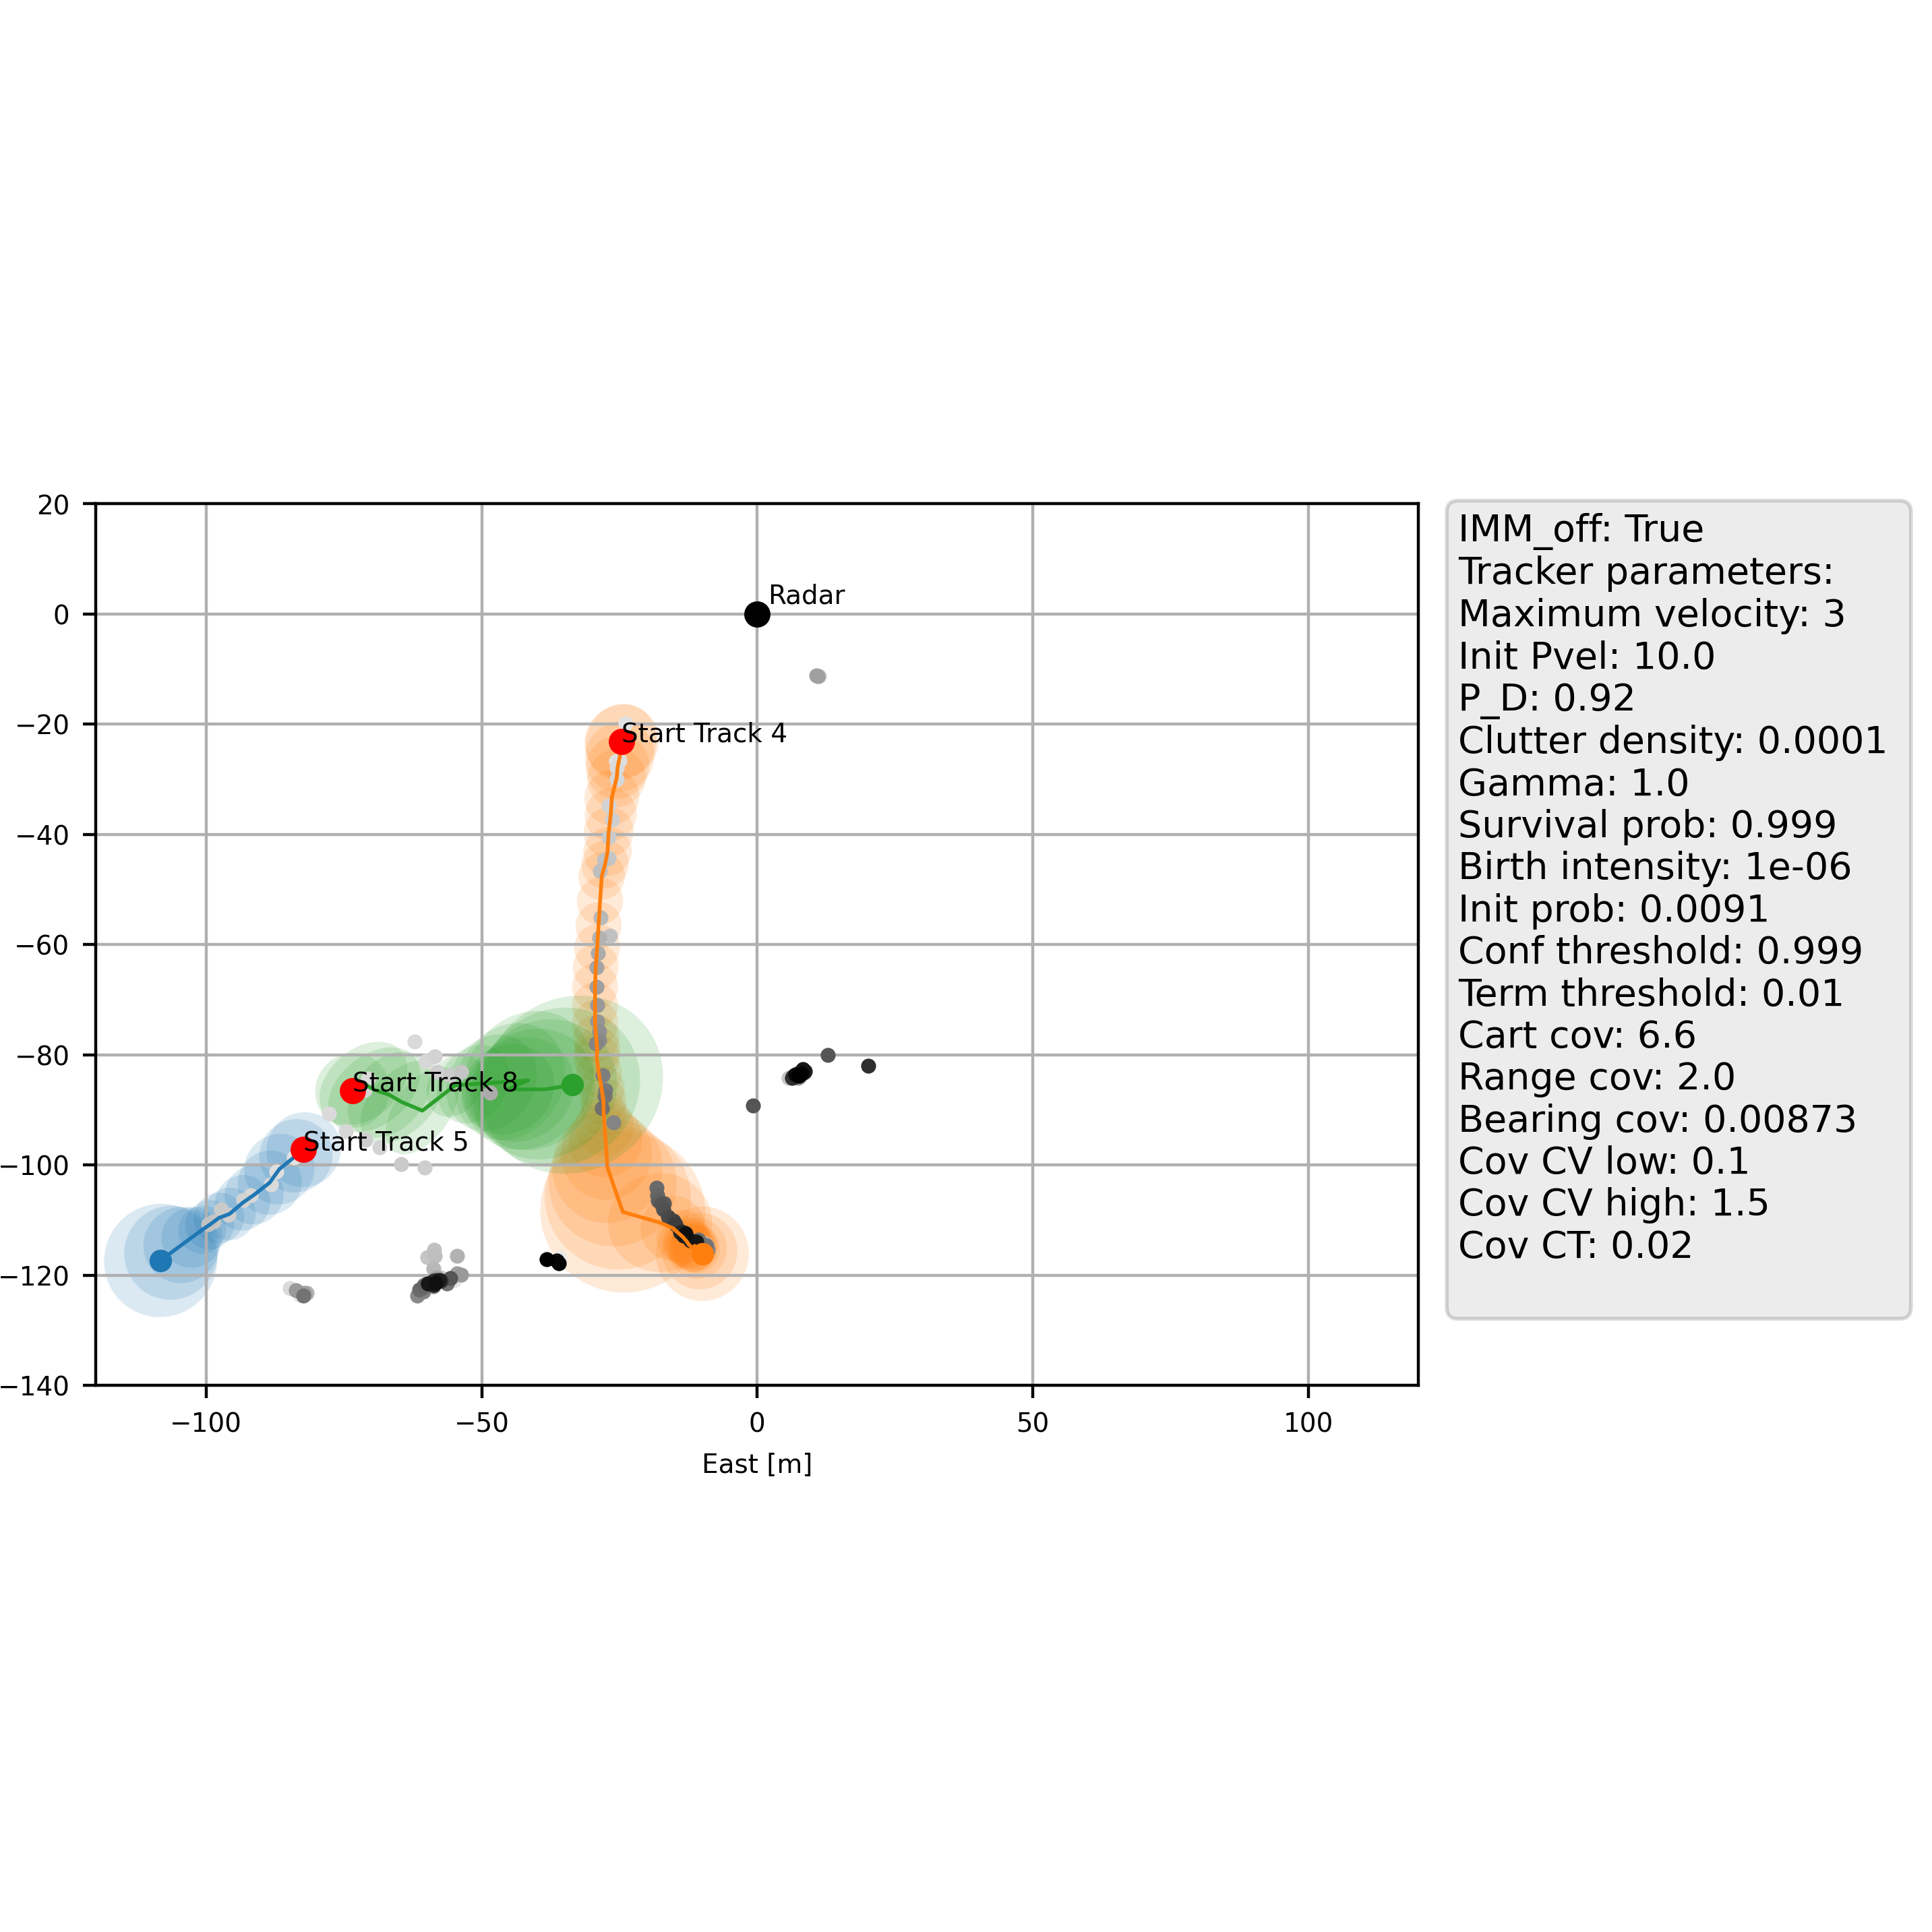 20
0
−20
−40
−60
−80
−100
−120
−140
−100
−50
0
50
100
East [m]
Radar
Start Track 4
Start Track 8
Start Track 5
IMM_off: True
Tracker parameters:
Maximum velocity: 3
Init Pvel: 10.0
P_D: 0.92
Clutter density: 0.0001
Gamma: 1.0
Survival prob: 0.999
Birth intensity: 1e-06
Init prob: 0.0091
Conf threshold: 0.999
Term threshold: 0.01
Cart cov: 6.6
Range cov: 2.0
Bearing cov: 0.00873
Cov CV low: 0.1
Cov CV high: 1.5
Cov CT: 0.02